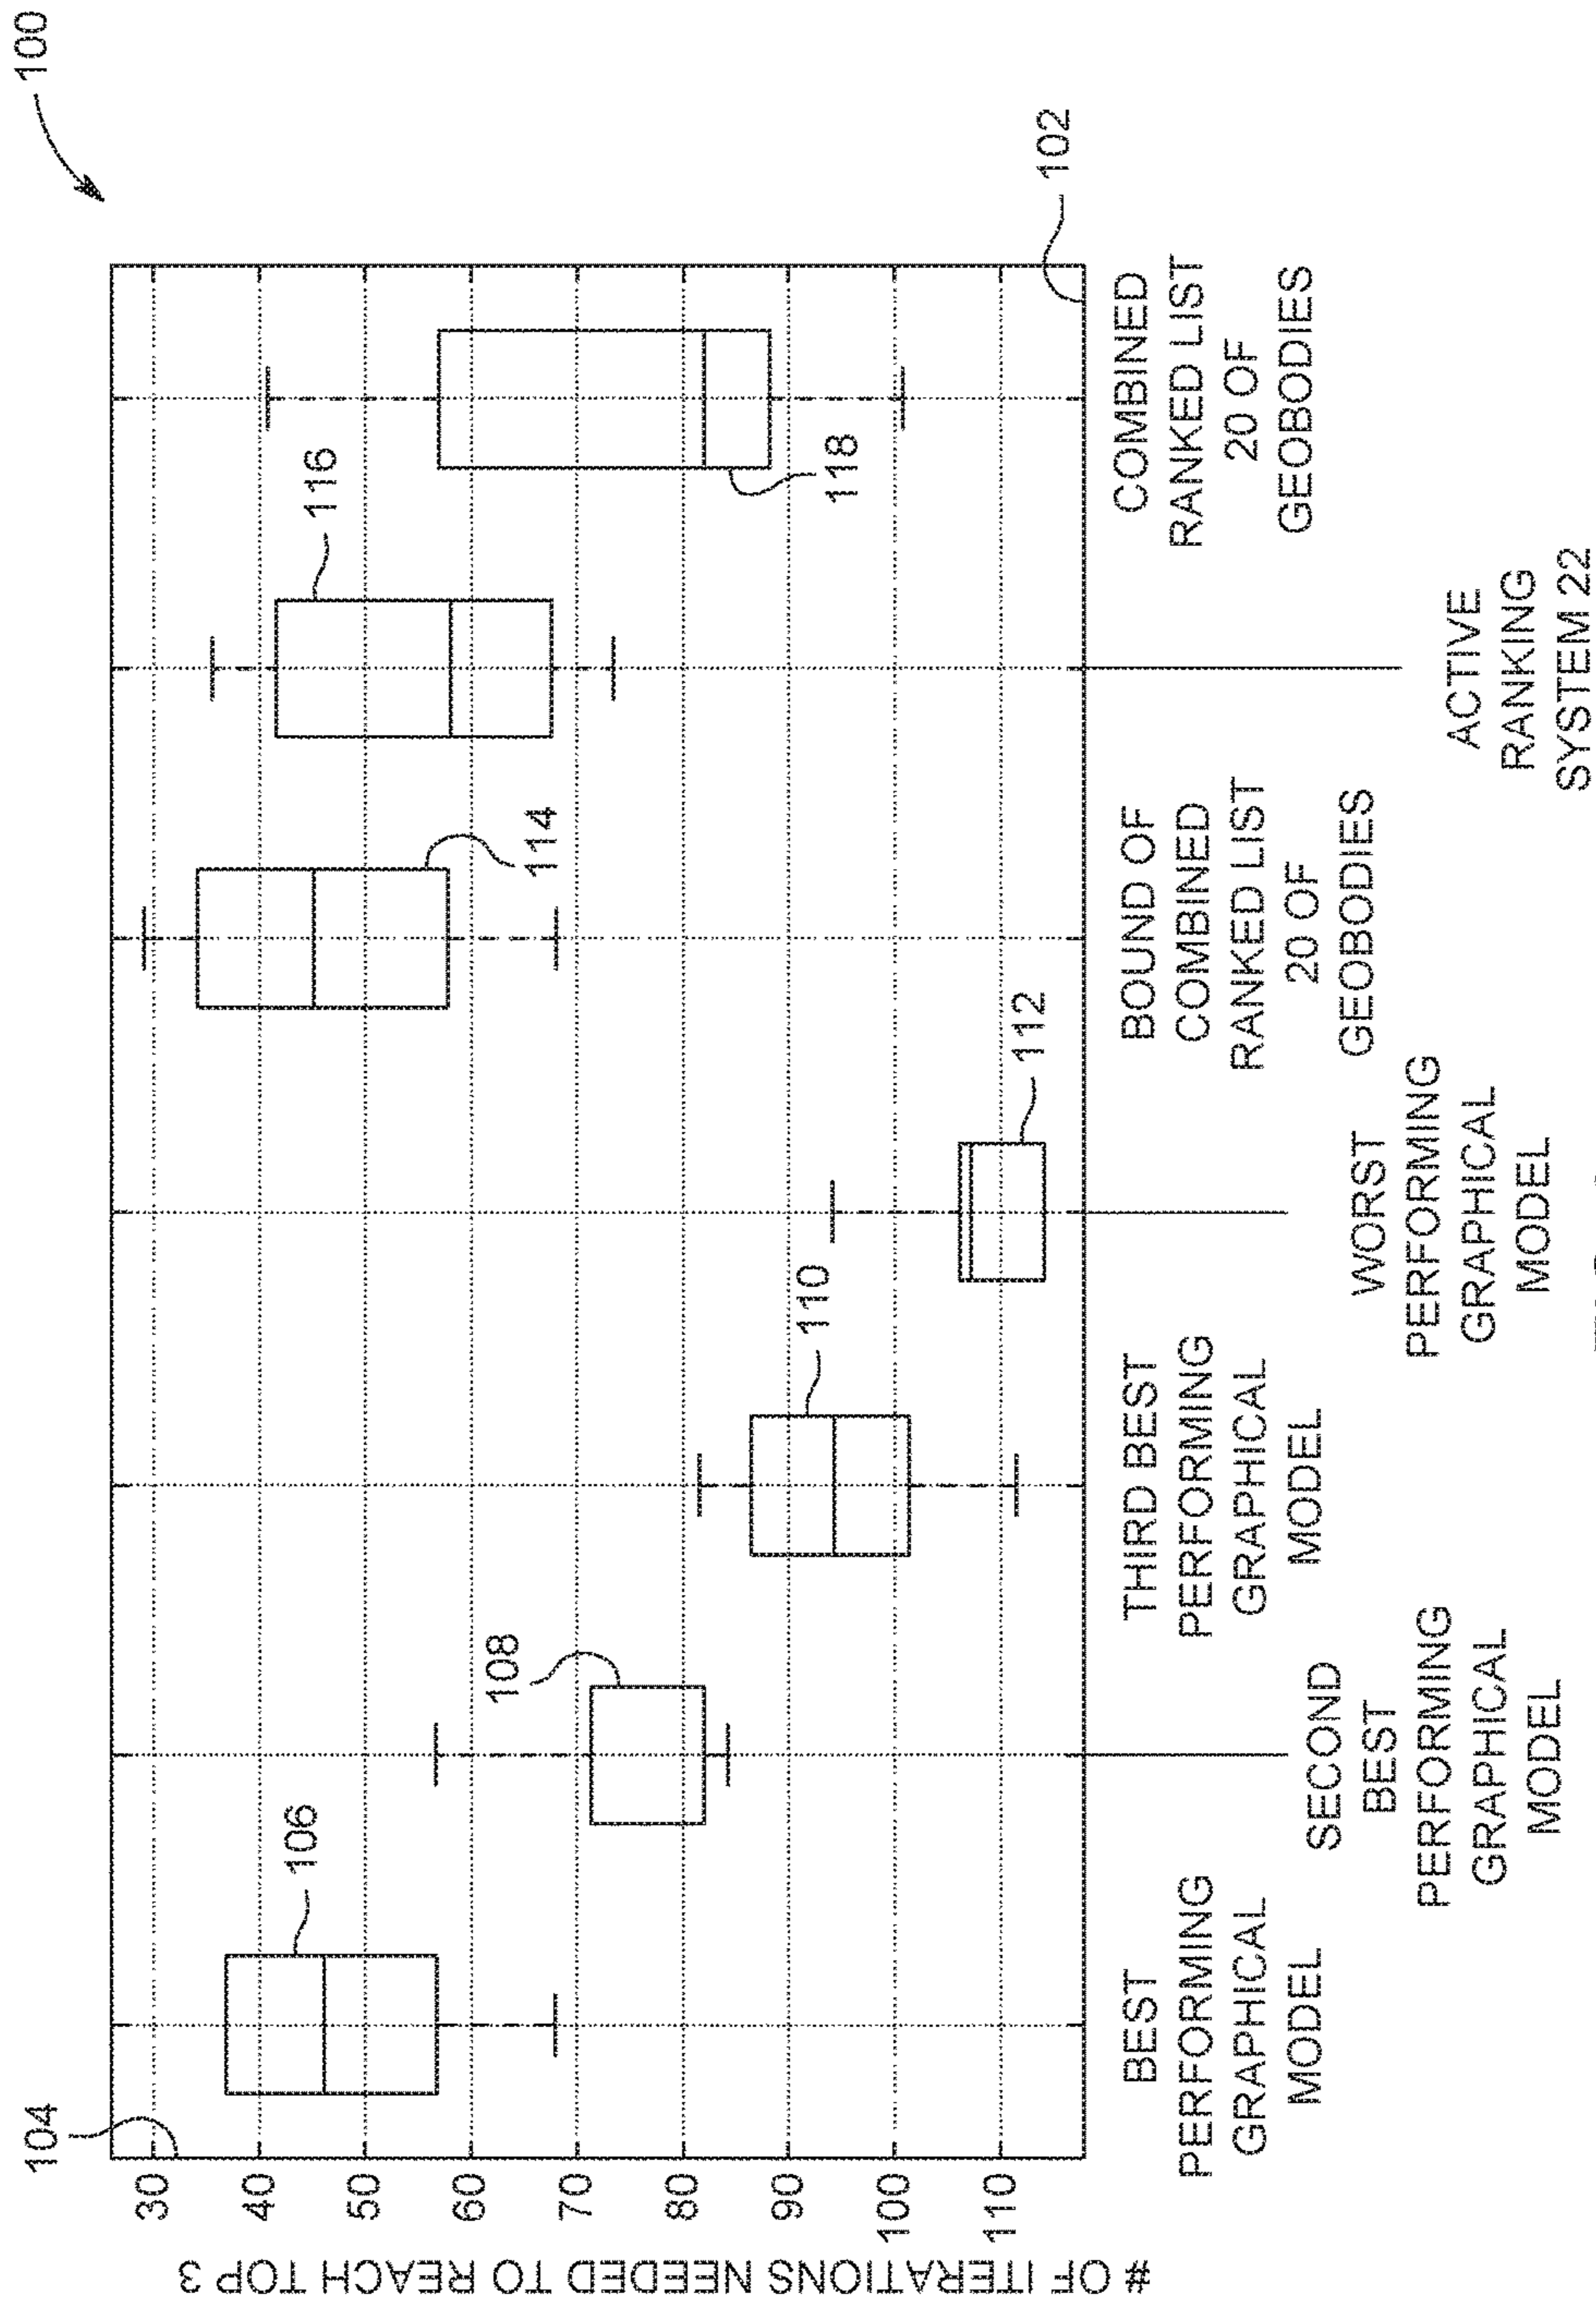 100
104
30
40
50
60
70
80
90
100
110
# OF ITERATIONS NEEDED TO REACH TOP 3
106
108
110
112
114
116
118
102
BEST
PERFORMING
GRAPHICAL
MODEL
SECOND
BEST
PERFORMING
GRAPHICAL
MODEL
THIRD BEST
PERFORMING
GRAPHICAL
MODEL
WORST
PERFORMING
GRAPHICAL
MODEL
BOUND OF
COMBINED
RANKED LIST
20 OF
GEOBODIES
ACTIVE
RANKING
SYSTEM 22
COMBINED
RANKED LIST
20 OF
GEOBODIES